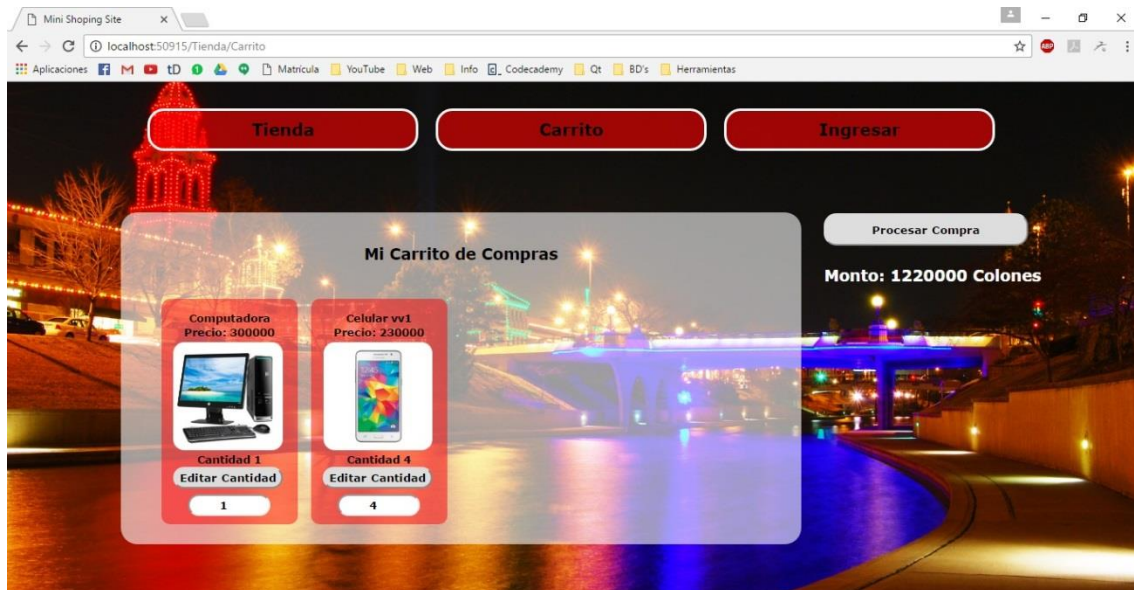 Mini Shoping Site
localhost:50915/Tienda/Carrito
Aplicaciones tD Matrícula YouTube Web Info Codecademy Qt BD's Herramientas
Tienda Carrito Ingresar
Procesar Compra
Mi Carrito de Compras
Monto: 1220000 Colones
Computadora
Precio: 300000
Cantidad 1
Editar Cantidad
1
Celular vv1
Precio: 230000
Cantidad 4
Editar Cantidad
4